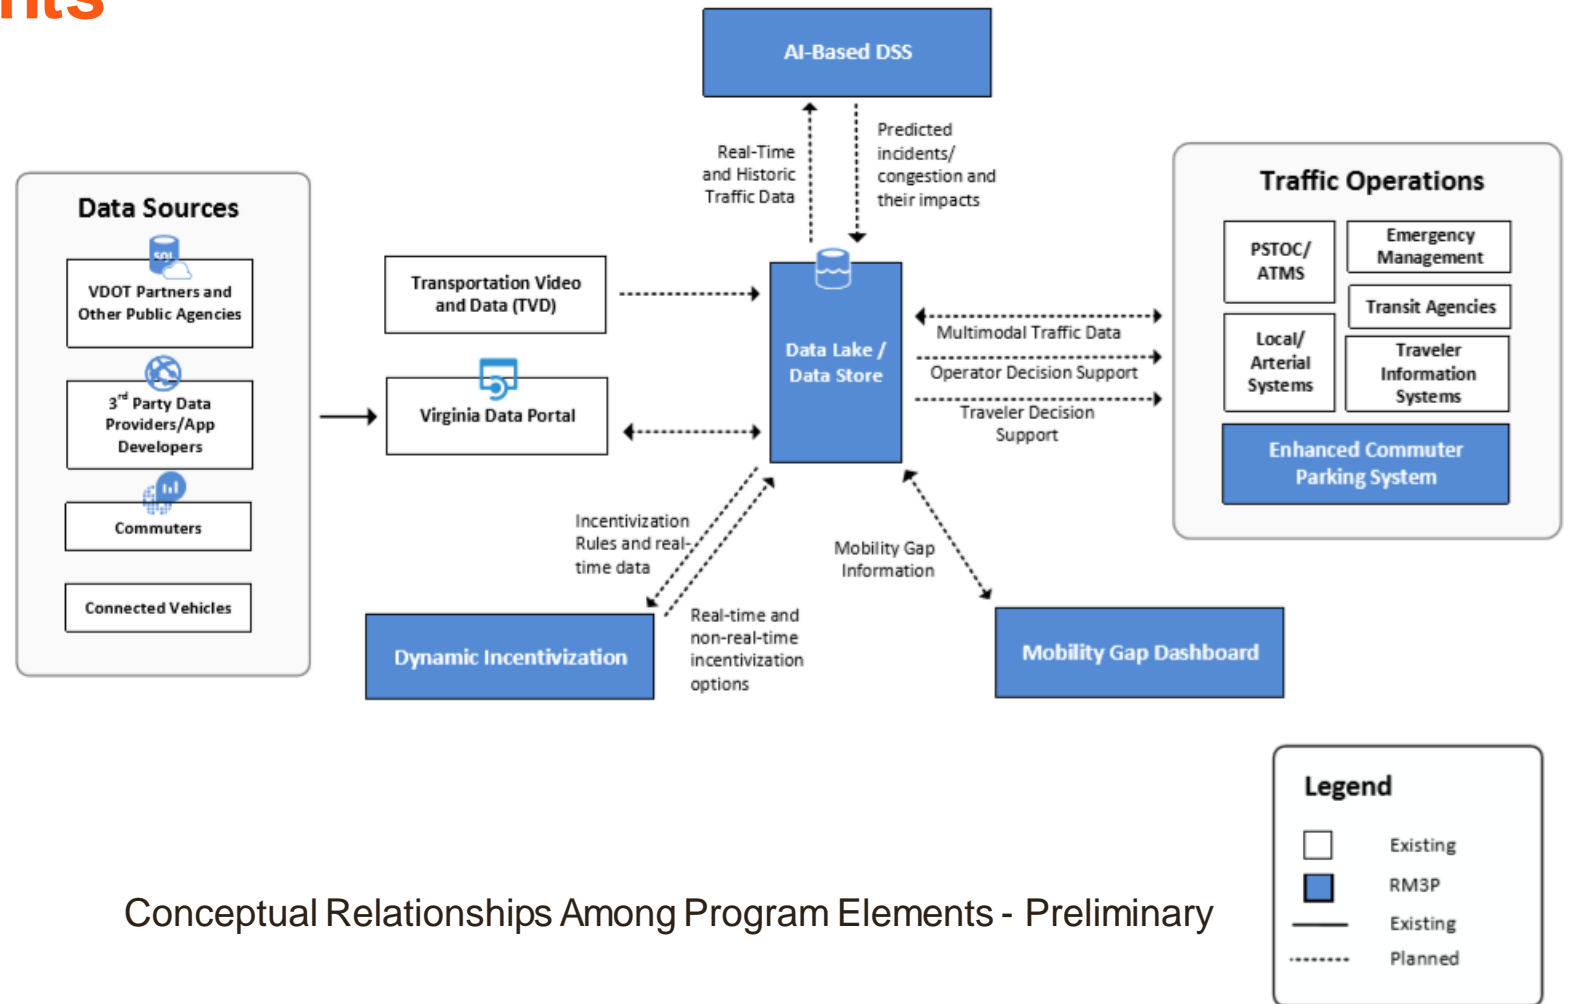 nts
AI-Based DSS
Real-Time
and Historic
Traffic Data
Predicted
incidents/
congestion and
their impacts
Data Sources
SQL
VDOT Partners and
Other Public Agencies
3rd Party Data
Providers/App
Developers
Commuters
Connected Vehicles
Transportation Video
and Data (TVD)
Virginia Data Portal
Data Lake /
Data Store
Multimodal Traffic Data
Operator Decision Support
Traveler Decision
Support
Traffic Operations
PSTOC/
ATMS
Emergency
Management
Transit Agencies
Local/
Arterial
Systems
Traveler
Information
Systems
Enhanced Commuter
Parking System
Incentivization
Rules and real-
time data
Mobility Gap
Information
Dynamic Incentivization
Real-time and
non-real-time
incentivization
options
Mobility Gap Dashboard
Legend
Existing
RM3P
Existing
Planned
Conceptual Relationships Among Program Elements - Preliminary